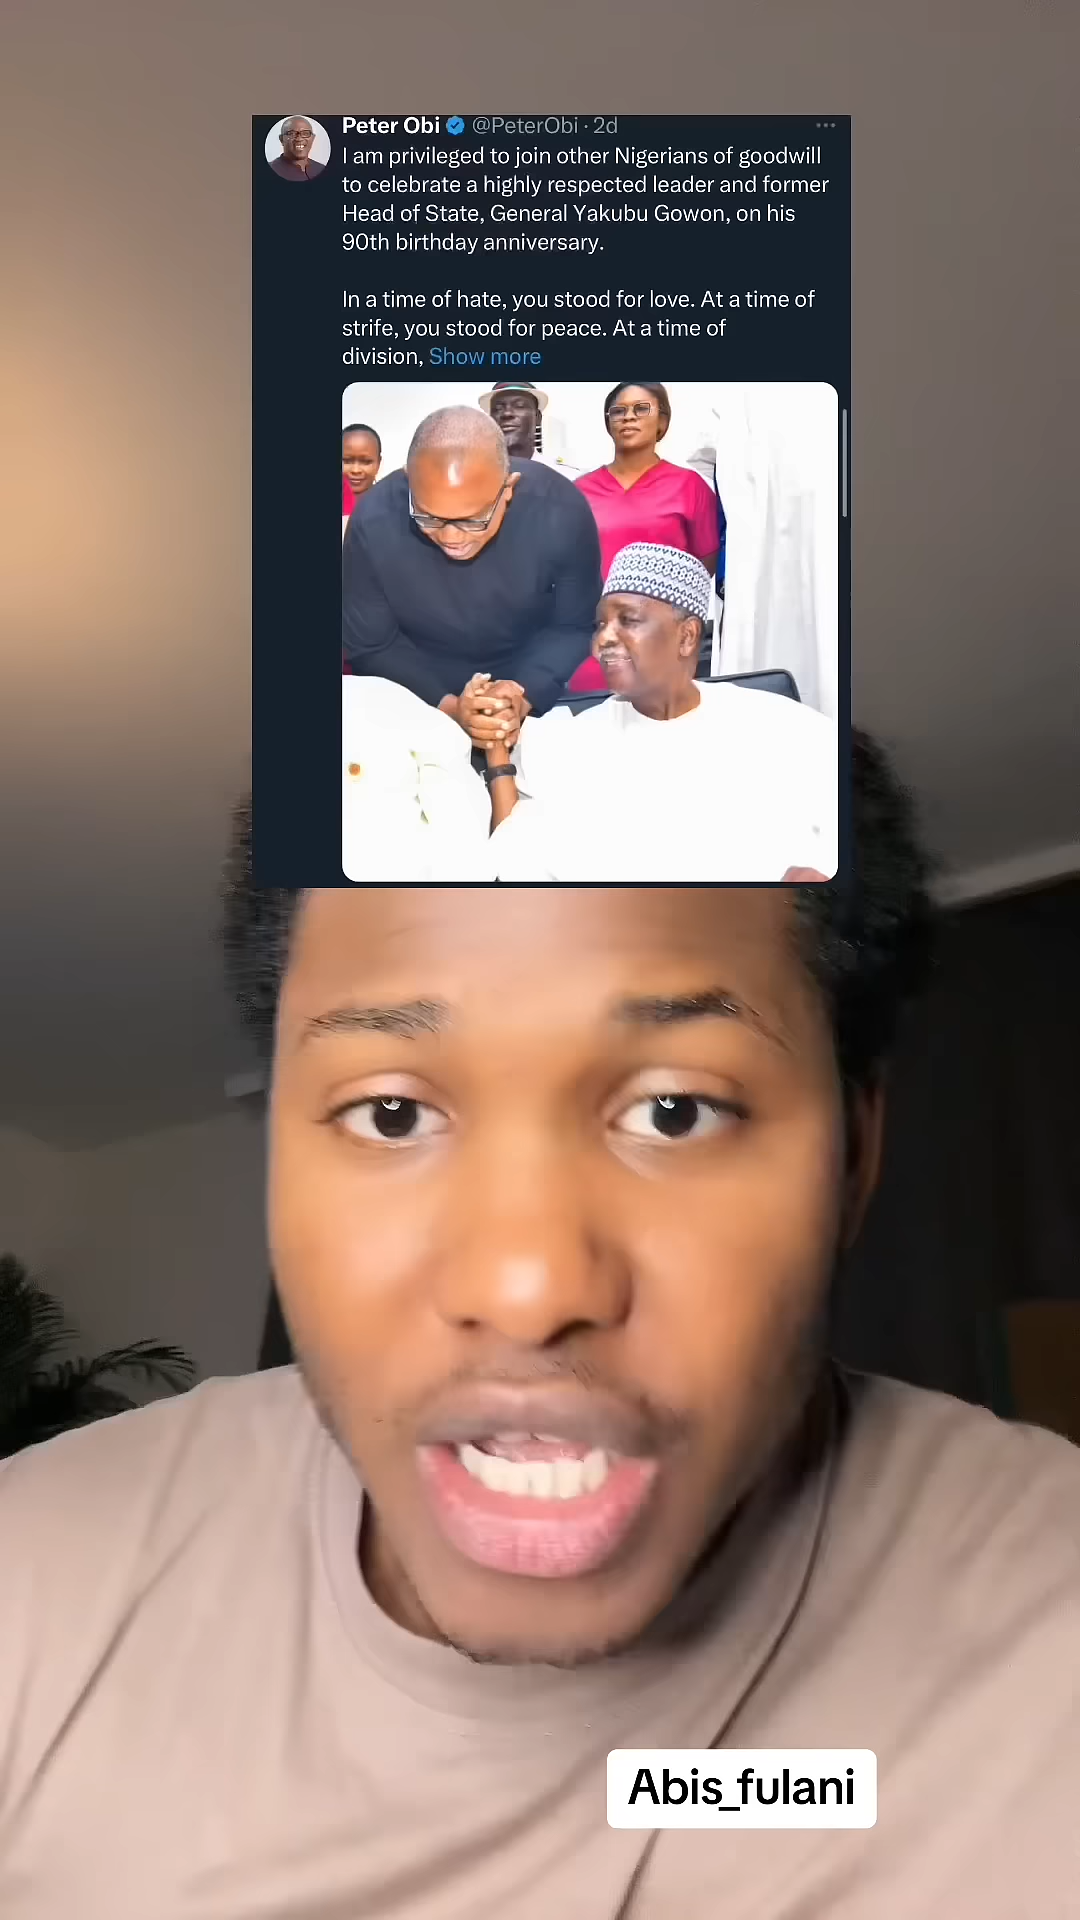 Peter Obi @PeterObi · 2d
I am privileged to join other Nigerians of goodwill
to celebrate a highly respected leader and former
Head of State, General Yakubu Gowon, on his
90th birthday anniversary.
In a time of hate, you stood for love. At a time of
strife, you stood for peace. At a time of
division, Show more
Abis_fulani